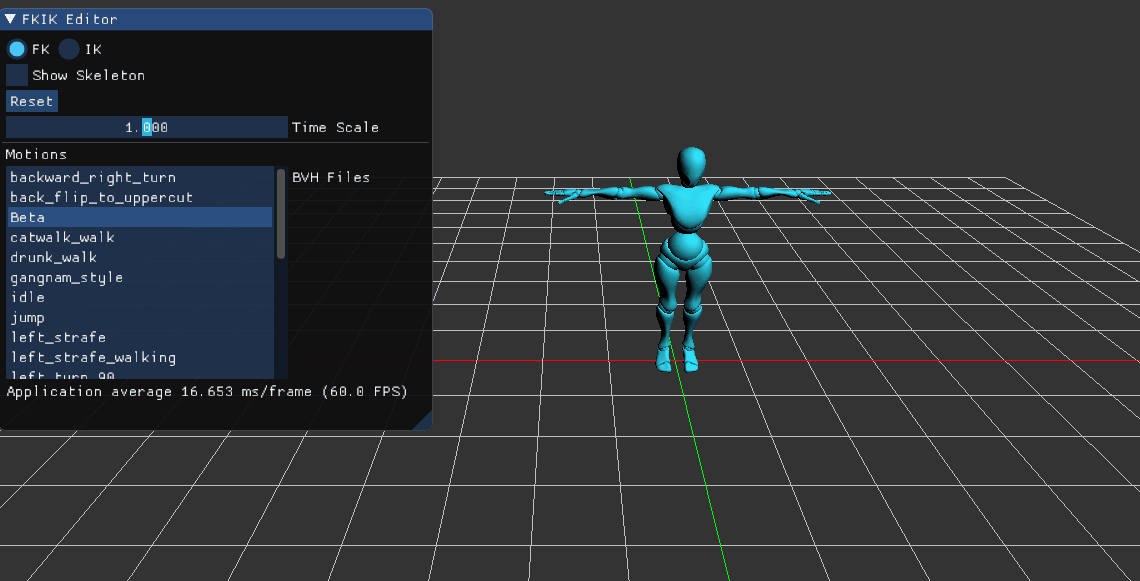 FKIK Editor
FK IK
Show Skeleton
Reset
1.000 Time Scale
Motions
backward_right_turn BVH Files
back_flip_to_uppercut
Beta
catwalk_walk
drunk_walk
gangnam_style
idle
jump
left_strafe
left_strafe_walking
left_turn_90
Application average 16.653 ms/frame (60.0 FPS)